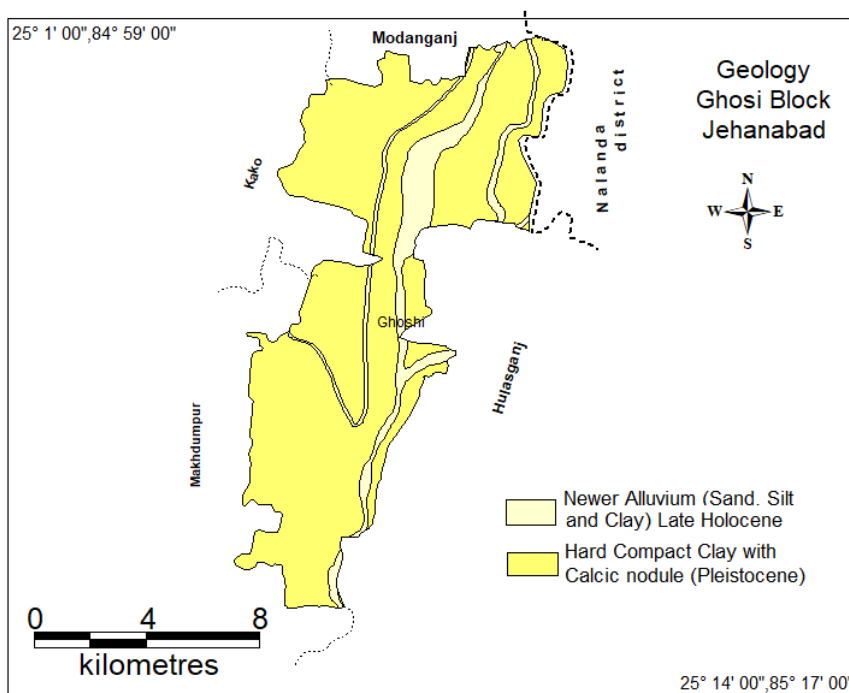 25° 1' 00",84° 59' 00"
Modanganj
Geology
Ghosi Block
Jehanabad
Nalanda
district
Kako
N
W E
S
Ghoshi
Hulasganj
Makhdumpur
Newer Alluvium (Sand. Silt
and Clay) Late Holocene
Hard Compact Clay with
Calcic nodule (Pleistocene)
0 4 8
kilometres
25° 14' 00",85° 17' 00"